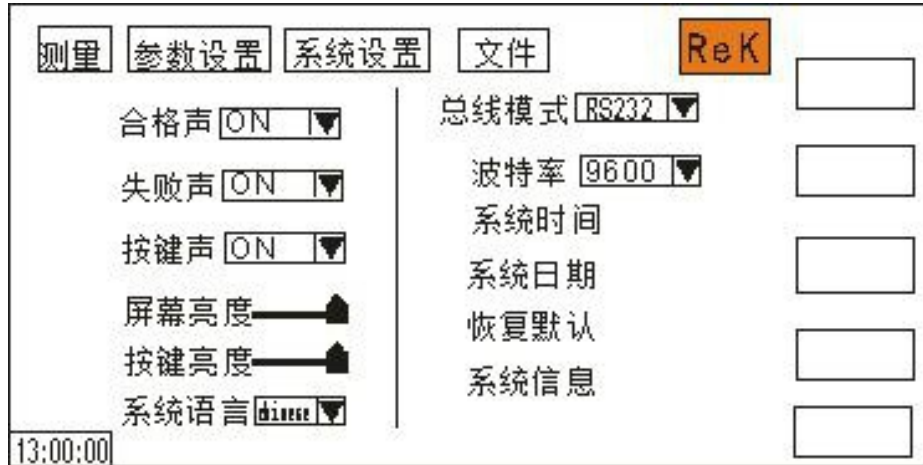 测量 参数设置 系统设置 文件 ReK
合格声 ON
失败声 ON
按键声 ON
屏幕亮度
按键亮度
系统语言 chinese
总线模式 RS232
波特率 9600
系统时间
系统日期
恢复默认
系统信息
13:00:00